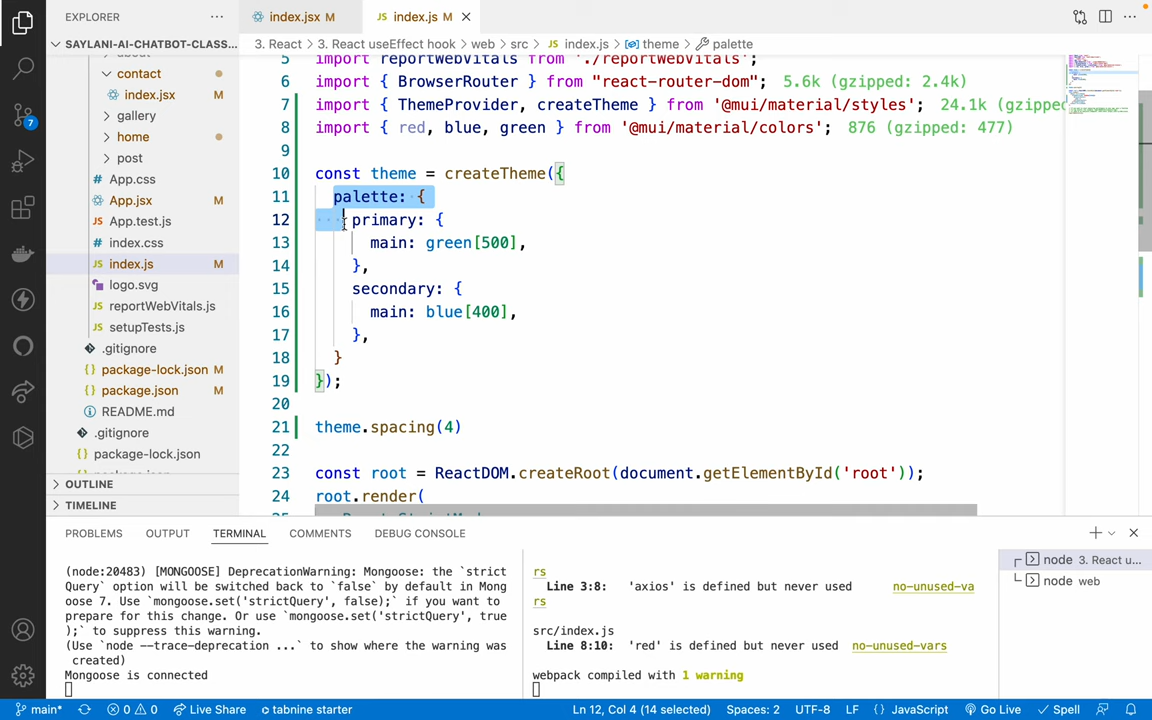 EXPLORER
index.jsx M
index.js M
SAYLANI-AI-CHATBOT-CLASS...
3. React > 3. React useEffect hook > web > src > JS index.js > theme > palette
contact
index.jsx M
gallery
home
post
App.css
App.jsx M
App.test.js
index.css
index.js M
logo.svg
reportWebVitals.js
setupTests.js
.gitignore
package-lock.json M
package.json M
README.md
.gitignore
package-lock.json
OUTLINE
TIMELINE
5 import reportWebVitals from './reportWebVitals';
6 import { BrowserRouter } from "react-router-dom"; 5.6k (gzipped: 2.4k)
7 import { ThemeProvider, createTheme } from '@mui/material/styles'; 24.1k (gzipped
8 import { red, blue, green } from '@mui/material/colors'; 876 (gzipped: 477)
9
10 const theme = createTheme({
11 palette: {
12 primary: {
13 main: green[500],
14 },
15 secondary: {
16 main: blue[400],
17 },
18 }
19 });
20
21 theme.spacing(4)
22
23 const root = ReactDOM.createRoot(document.getElementById('root'));
24 root.render(
PROBLEMS OUTPUT TERMINAL COMMENTS DEBUG CONSOLE
(node:20483) [MONGOOSE] DeprecationWarning: Mongoose: the `strict
Query` option will be switched back to `false` by default in Mong
oose 7. Use `mongoose.set('strictQuery', false);` if you want to
prepare for this change. Or use `mongoose.set('strictQuery', true
);` to suppress this warning.
(Use `node --trace-deprecation ...` to show where the warning was
created)
Mongoose is connected
rs
Line 3:8: 'axios' is defined but never used no-unused-va
rs
src/index.js
Line 8:10: 'red' is defined but never used no-unused-vars
webpack compiled with 1 warning
node 3. React u...
node web
7
main* 0 0 Live Share tabnine starter Ln 12, Col 4 (14 selected) Spaces: 2 UTF-8 LF {} JavaScript Go Live Spell